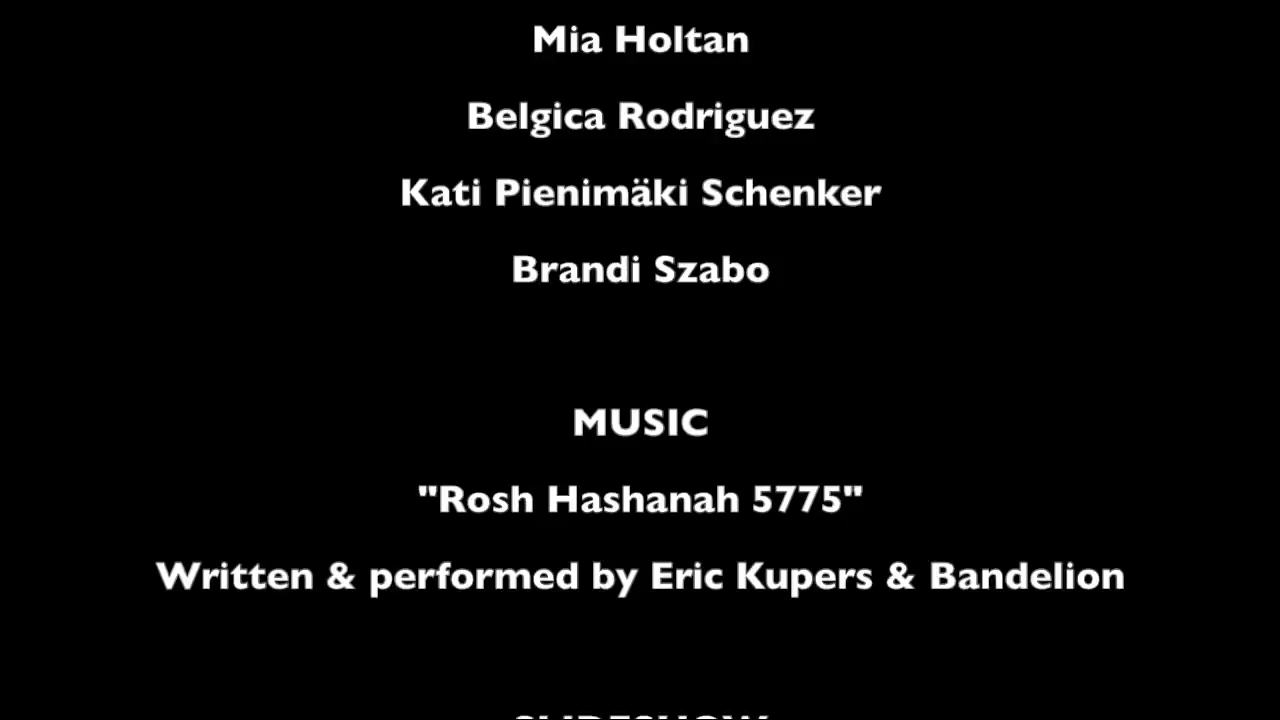 Mia Holtan
Belgica Rodriguez
Kati Pienimäki Schenker
Brandi Szabo
MUSIC
"Rosh Hashanah 5775"
Written & performed by Eric Kupers & Bandelion
SLIDESHOW